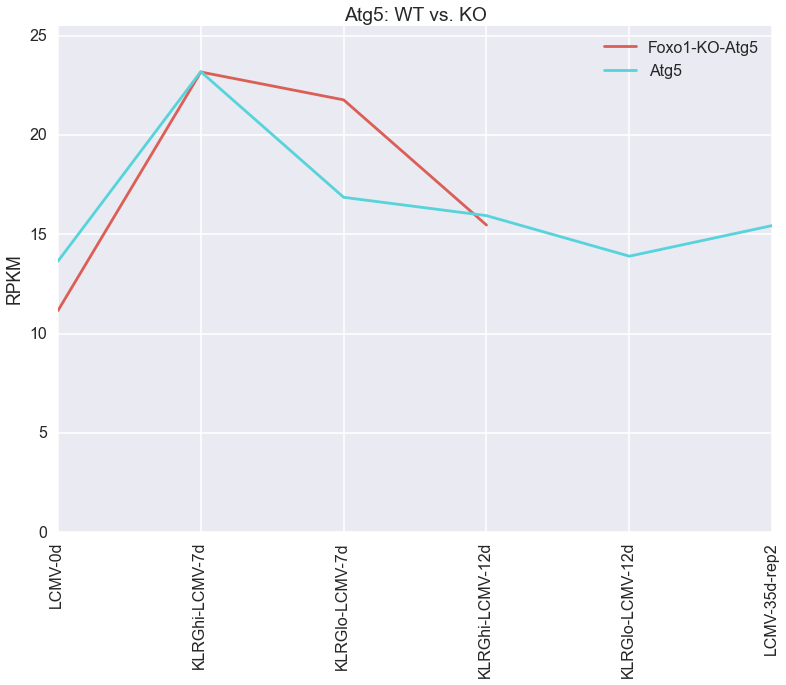 Atg5: WT vs. KO
Foxo1-KO-Atg5
Atg5
25
20
15
10
5
0
RPKM
LCMV-0d
KLRGhi-LCMV-7d
KLRGlo-LCMV-7d
KLRGhi-LCMV-12d
KLRGlo-LCMV-12d
LCMV-35d-rep2